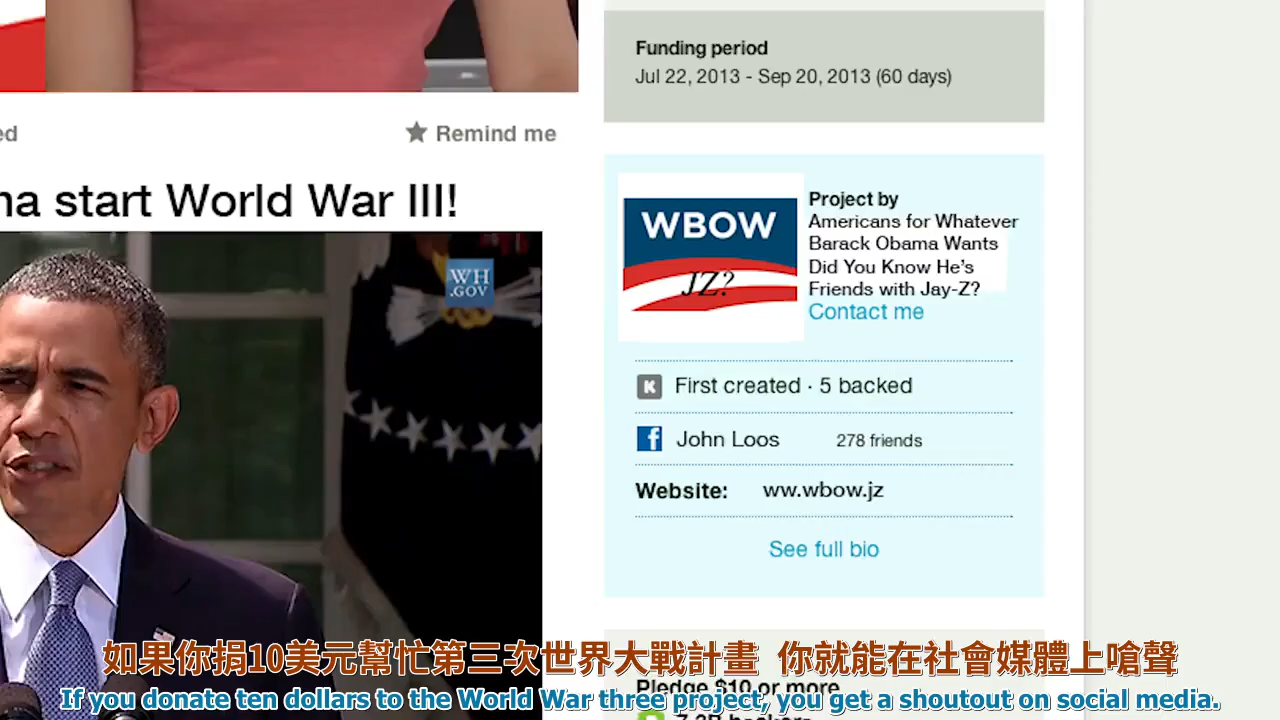 Funding period
Jul 22, 2013 - Sep 20, 2013 (60 days)
ed
★ Remind me
na start World War III!
WH
.GOV
WBOW
JZ?
Project by
Americans for Whatever
Barack Obama Wants
Did You Know He's
Friends with Jay-Z?
Contact me
K First created · 5 backed
f John Loos 278 friends
Website: ww.wbow.jz
See full bio
Pledge $10 or more
如果你捐10美元幫忙第三次世界大戰計畫 你就能在社會媒體上嗆聲
If you donate ten dollars to the World War three project, you get a shoutout on social media.